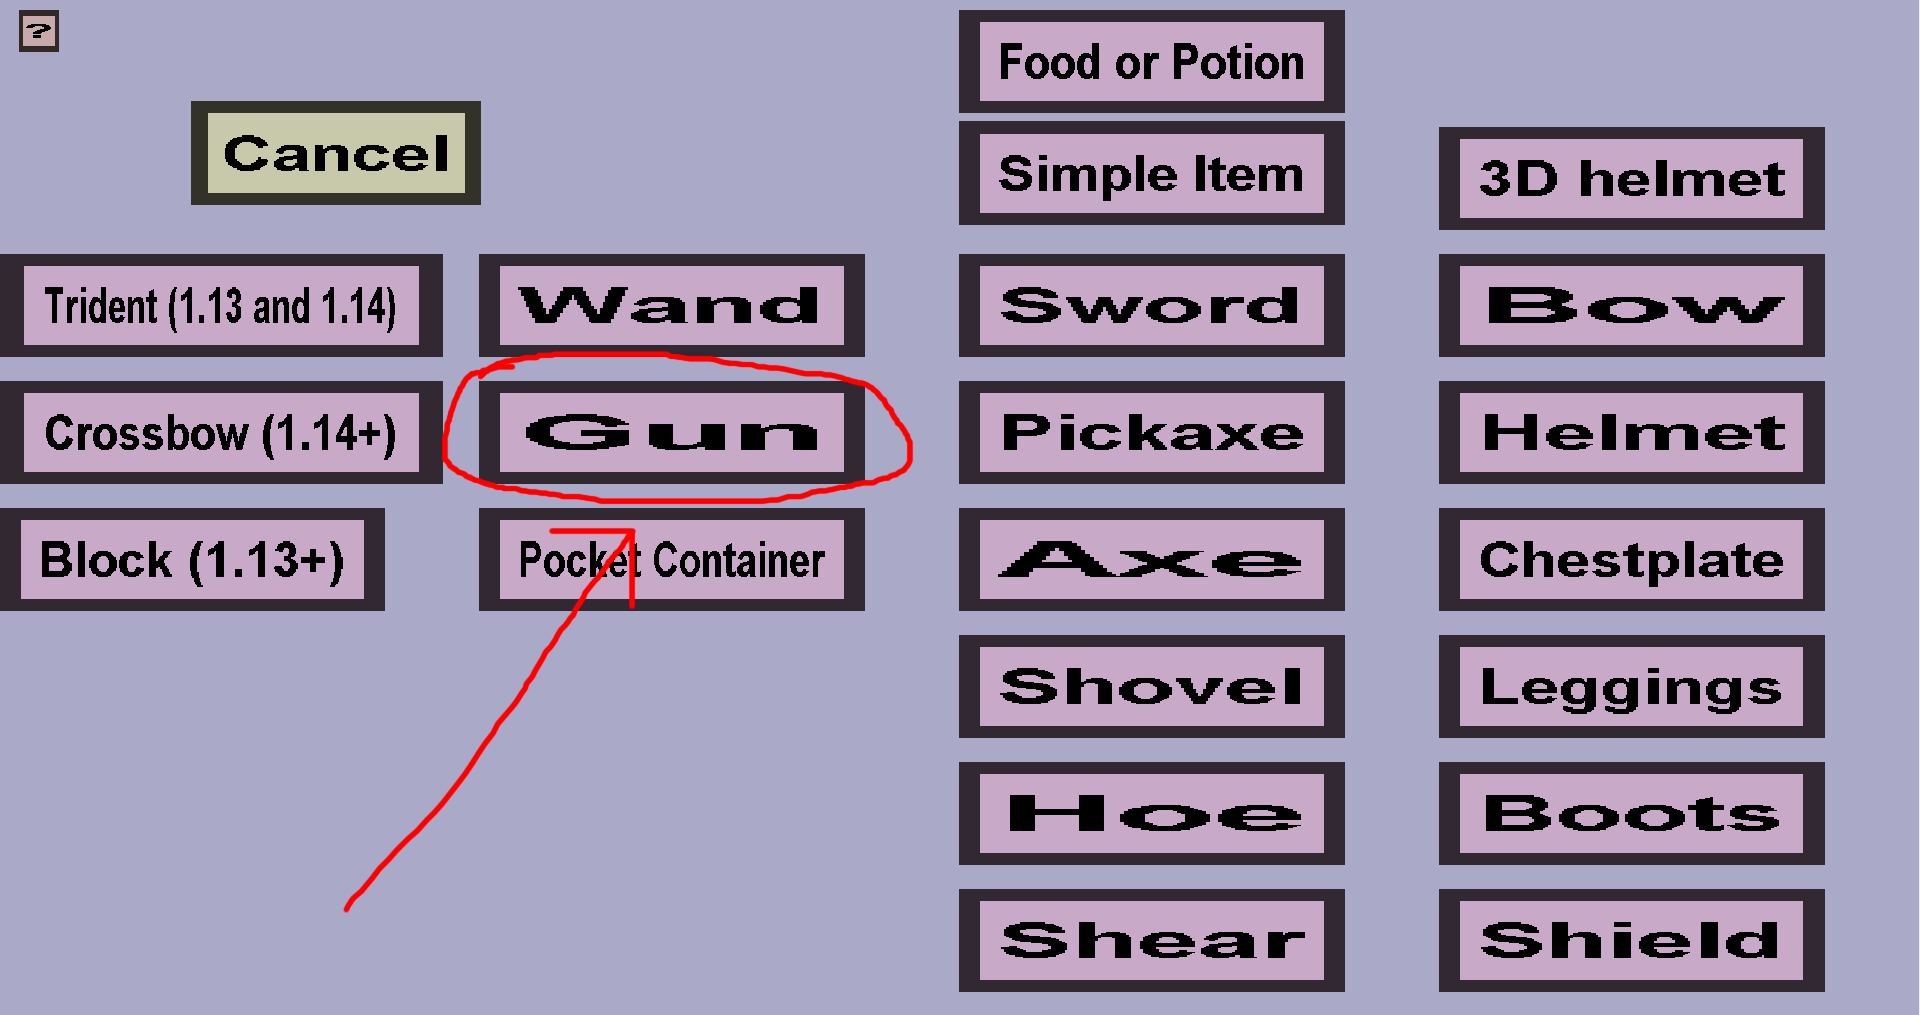 ?
Cancel
Trident (1.13 and 1.14)
Crossbow (1.14+)
Block (1.13+)
Wand
Gun
Pocket Container
Food or Potion
Simple Item
Sword
Pickaxe
Axe
Shovel
Hoe
Shear
3D helmet
Bow
Helmet
Chestplate
Leggings
Boots
Shield